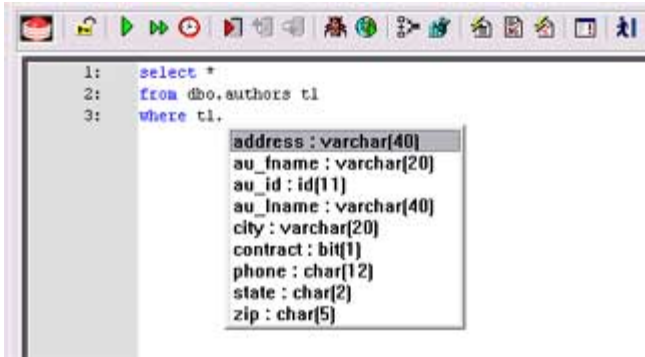 1: select *
2: from dbo.authors t1
3: where t1.
address : varchar(40)
au_fname : varchar(20)
au_id : id(11)
au_lname : varchar(40)
city : varchar(20)
contract : bit(1)
phone : char(12)
state : char(2)
zip : char(5)